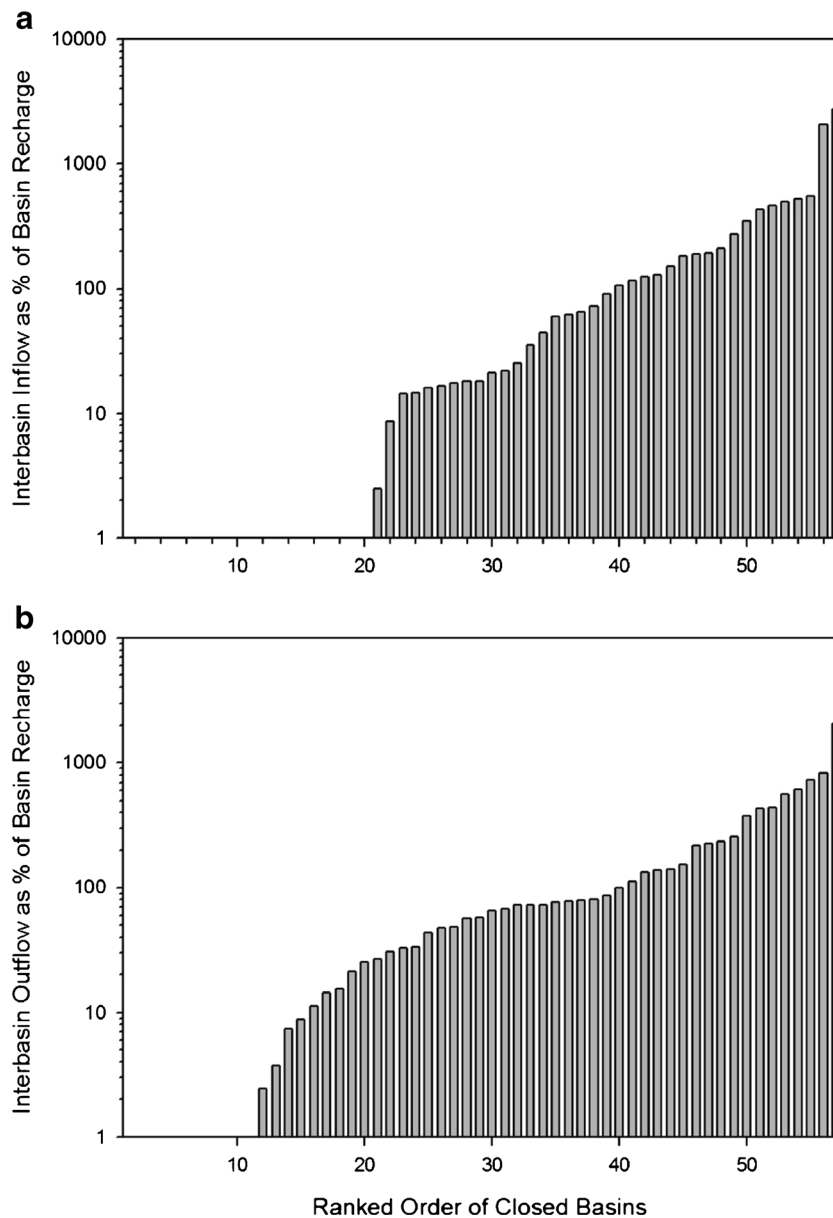 a
Interbasin Inflow as % of Basin Recharge
10000
1000
100
10
1
10 20 30 40 50
b
Interbasin Outflow as % of Basin Recharge
10000
1000
100
10
1
10 20 30 40 50
Ranked Order of Closed Basins